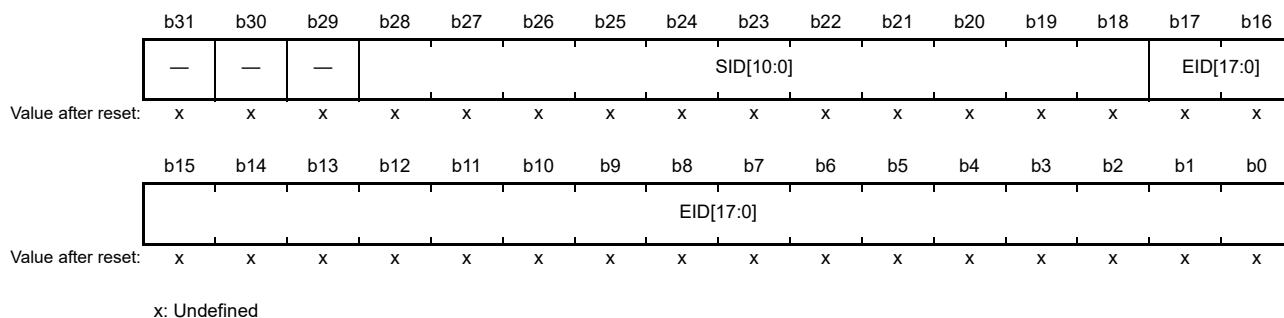 b31 b30 b29 b28 b27 b26 b25 b24 b23 b22 b21 b20 b19 b18 b17 b16
— — — SID[10:0] EID[17:0]
Value after reset: x x x x x x x x x x x x x x x x
b15 b14 b13 b12 b11 b10 b9 b8 b7 b6 b5 b4 b3 b2 b1 b0
EID[17:0]
Value after reset: x x x x x x x x x x x x x x x x
x: Undefined